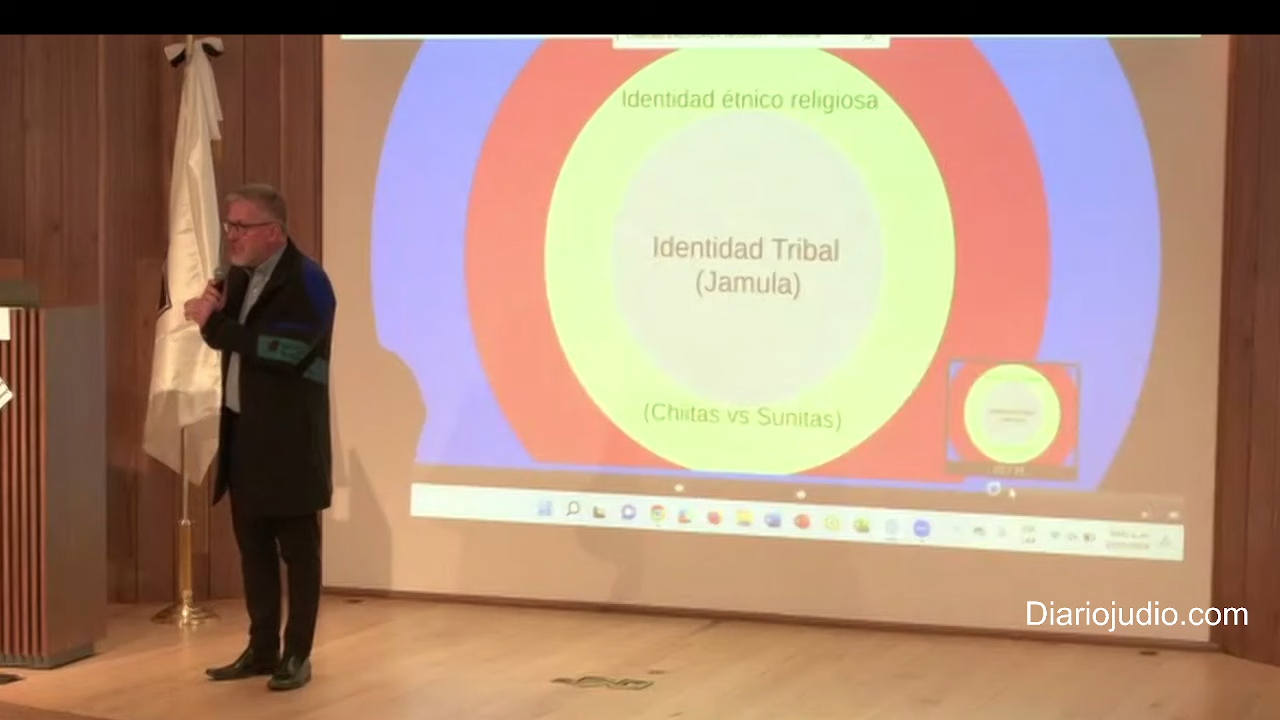 Identidad étnico religiosa
Identidad Tribal
(Jamula)
(Chiitas vs Sunitas)
Diariojudio.com